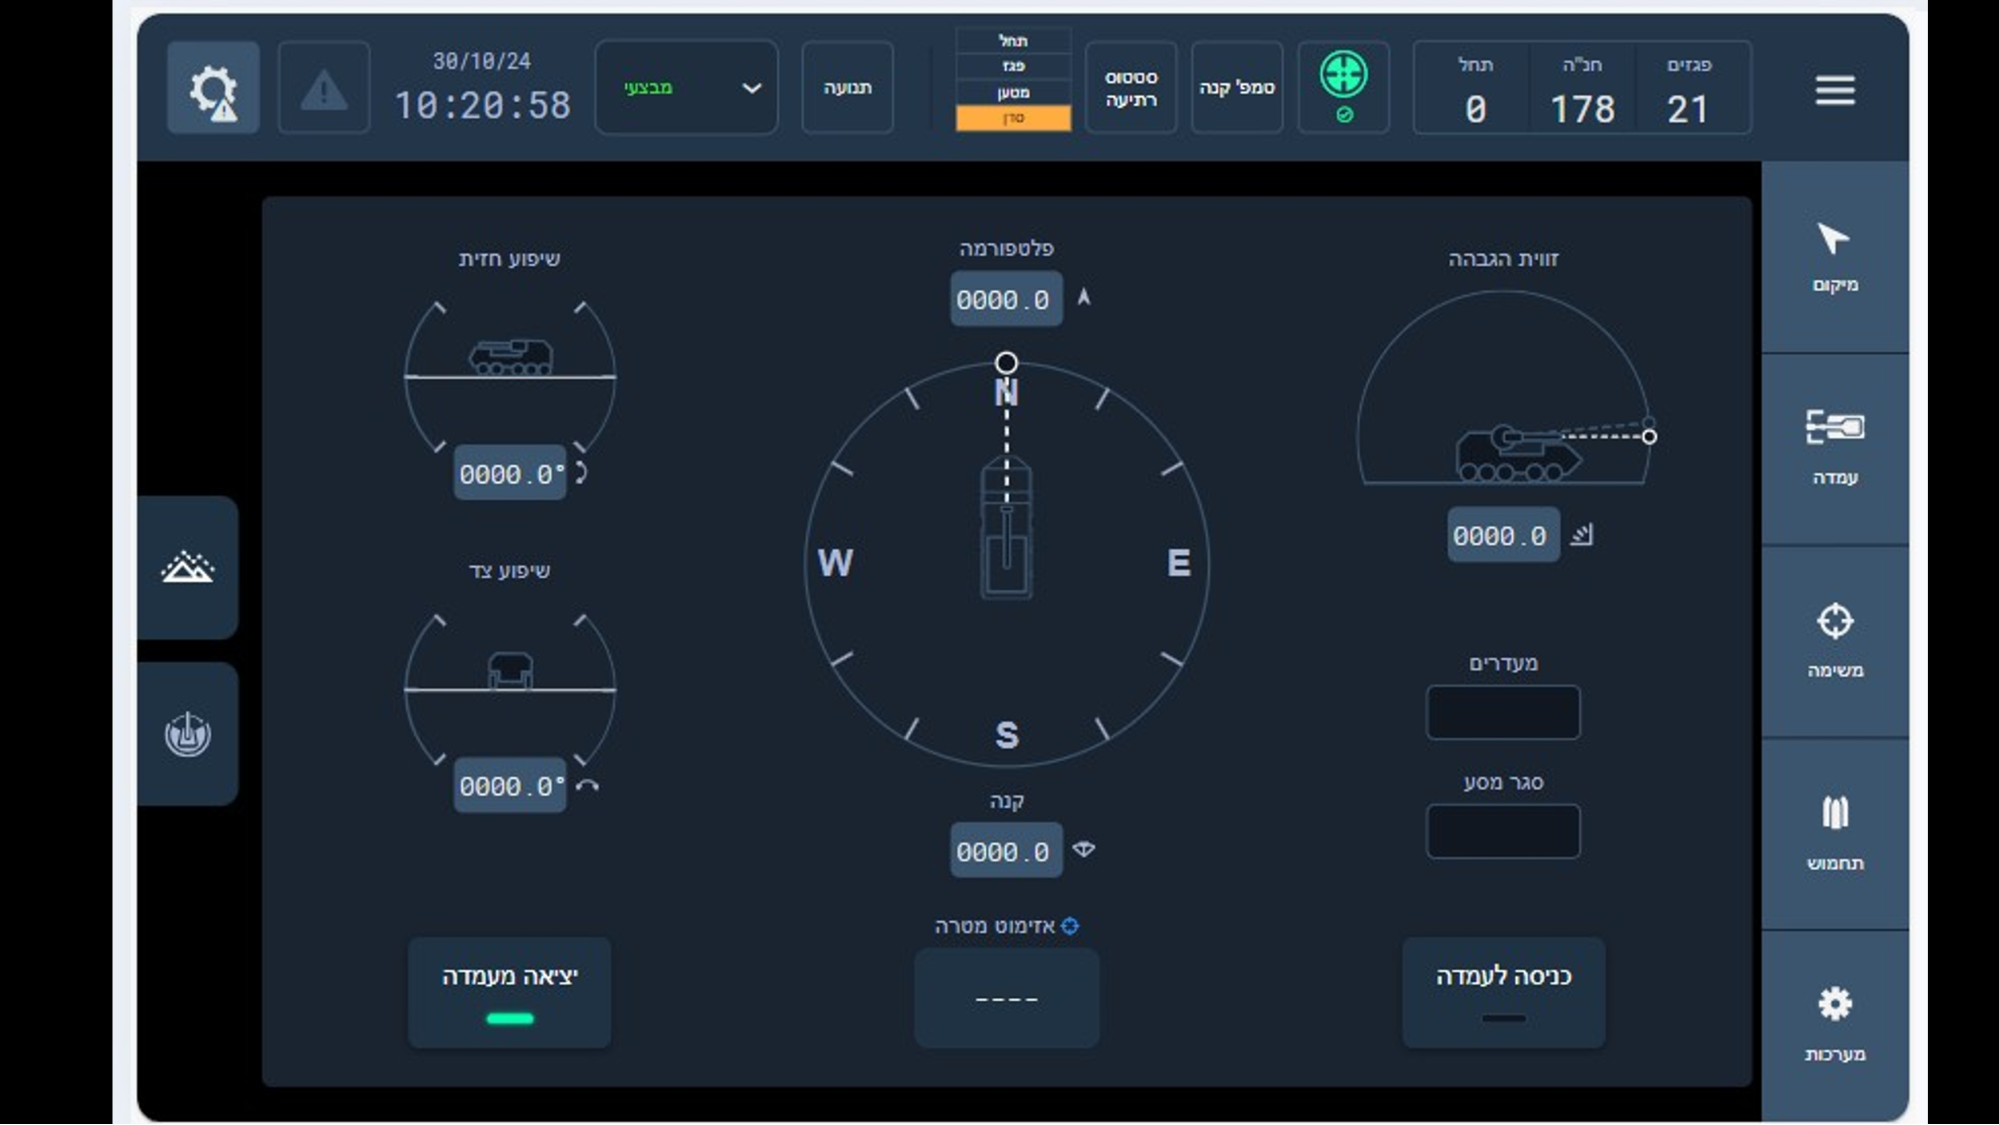 30/10/24
10:20:58
מבצעי
תנועה
תחל
פגז
מטען
סדן
סטטוס
רתיעה
טמפ' קנה
תחל
0
חנ"ה
178
פגזים
21
מיקום
עמדה
משימה
תחמוש
מערכות
שיפוע חזית
0000.0°
שיפוע צד
0000.0°
פלטפורמה
0000.0
N
W
E
S
קנה
0000.0
אזימוט מטרה
----
זווית הגבהה
0000.0
מעדרים
סגר מסע
יציאה מעמדה
כניסה לעמדה